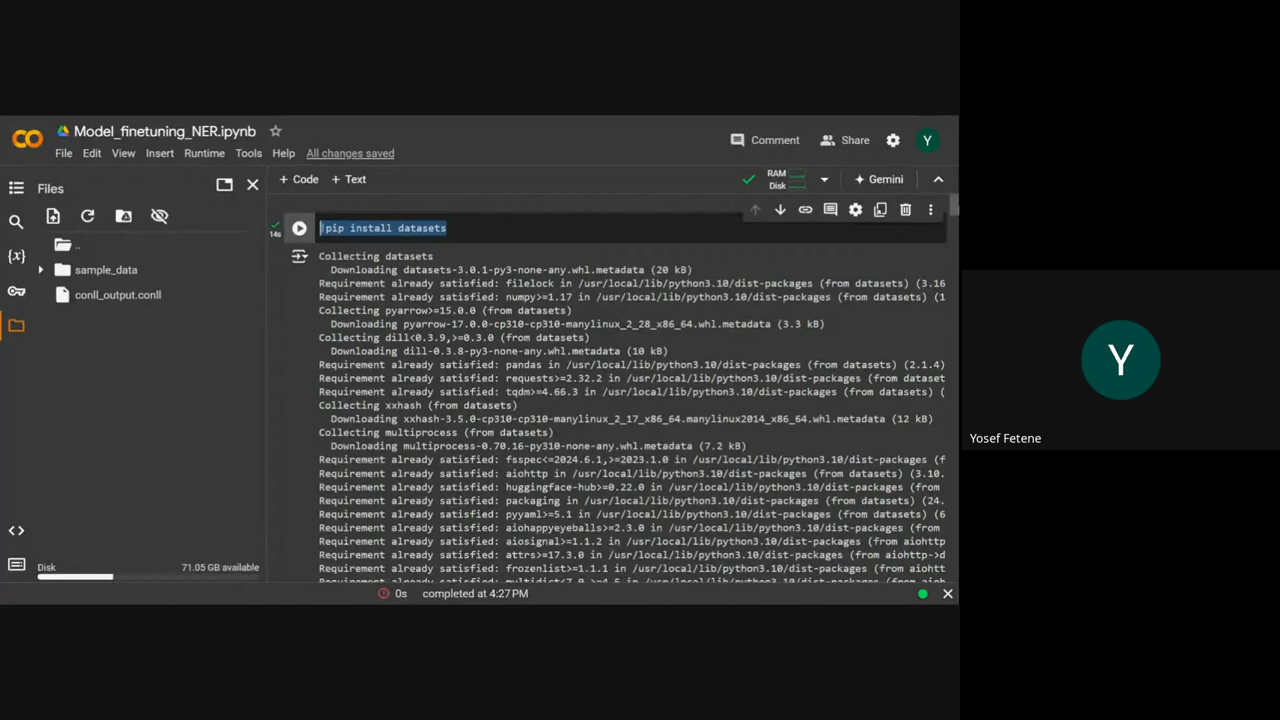 Model_finetuning_NER.ipynb
File Edit View Insert Runtime Tools Help All changes saved
Comment Share Y
Files
+ Code + Text
RAM
Disk
Gemini
..
sample_data
conll_output.conll
{x}
14s
!pip install datasets
Collecting datasets
Downloading datasets-3.0.1-py3-none-any.whl.metadata (20 kB)
Requirement already satisfied: filelock in /usr/local/lib/python3.10/dist-packages (from datasets) (3.16
Requirement already satisfied: numpy>=1.17 in /usr/local/lib/python3.10/dist-packages (from datasets) (1
Collecting pyarrow>=15.0.0 (from datasets)
Downloading pyarrow-17.0.0-cp310-cp310-manylinux_2_28_x86_64.whl.metadata (3.3 kB)
Collecting dill<0.3.9,>=0.3.0 (from datasets)
Downloading dill-0.3.8-py3-none-any.whl.metadata (10 kB)
Requirement already satisfied: pandas in /usr/local/lib/python3.10/dist-packages (from datasets) (2.1.4)
Requirement already satisfied: requests>=2.32.2 in /usr/local/lib/python3.10/dist-packages (from dataset
Requirement already satisfied: tqdm>=4.66.3 in /usr/local/lib/python3.10/dist-packages (from datasets) (
Collecting xxhash (from datasets)
Downloading xxhash-3.5.0-cp310-cp310-manylinux_2_17_x86_64.manylinux2014_x86_64.whl.metadata (12 kB)
Collecting multiprocess (from datasets)
Downloading multiprocess-0.70.16-py310-none-any.whl.metadata (7.2 kB)
Requirement already satisfied: fsspec<=2024.6.1,>=2023.1.0 in /usr/local/lib/python3.10/dist-packages (f
Requirement already satisfied: aiohttp in /usr/local/lib/python3.10/dist-packages (from datasets) (3.10.
Requirement already satisfied: huggingface-hub>=0.22.0 in /usr/local/lib/python3.10/dist-packages (from
Requirement already satisfied: packaging in /usr/local/lib/python3.10/dist-packages (from datasets) (24.
Requirement already satisfied: pyyaml>=5.1 in /usr/local/lib/python3.10/dist-packages (from datasets) (6
Requirement already satisfied: aiohappyeyeballs>=2.3.0 in /usr/local/lib/python3.10/dist-packages (from
Requirement already satisfied: aiosignal>=1.1.2 in /usr/local/lib/python3.10/dist-packages (from aiohttp
Requirement already satisfied: attrs>=17.3.0 in /usr/local/lib/python3.10/dist-packages (from aiohttp->d
Requirement already satisfied: frozenlist>=1.1.1 in /usr/local/lib/python3.10/dist-packages (from aiohtt
Requirement already satisfied: multidict<7.0,>=4.5 in /usr/local/lib/python3.10/dist-packages (from aioh
Disk 71.05 GB available
0s completed at 4:27 PM
Y
Yosef Fetene